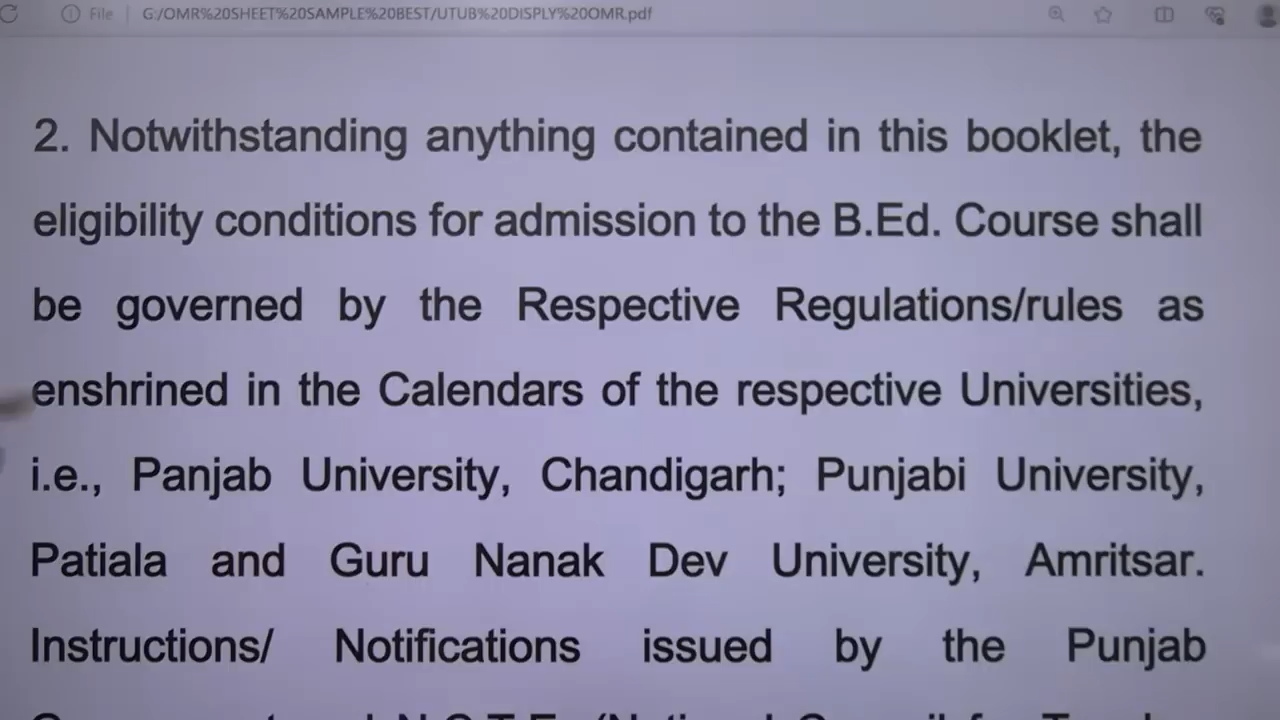 File G:/OMR%20SHEET%20SAMPLE%20BEST/UTUB%20DISPLY%20OMR.pdf
2. Notwithstanding anything contained in this booklet, the
eligibility conditions for admission to the B.Ed. Course shall
be governed by the Respective Regulations/rules as
enshrined in the Calendars of the respective Universities,
i.e., Panjab University, Chandigarh; Punjabi University,
Patiala and Guru Nanak Dev University, Amritsar.
Instructions/ Notifications issued by the Punjab